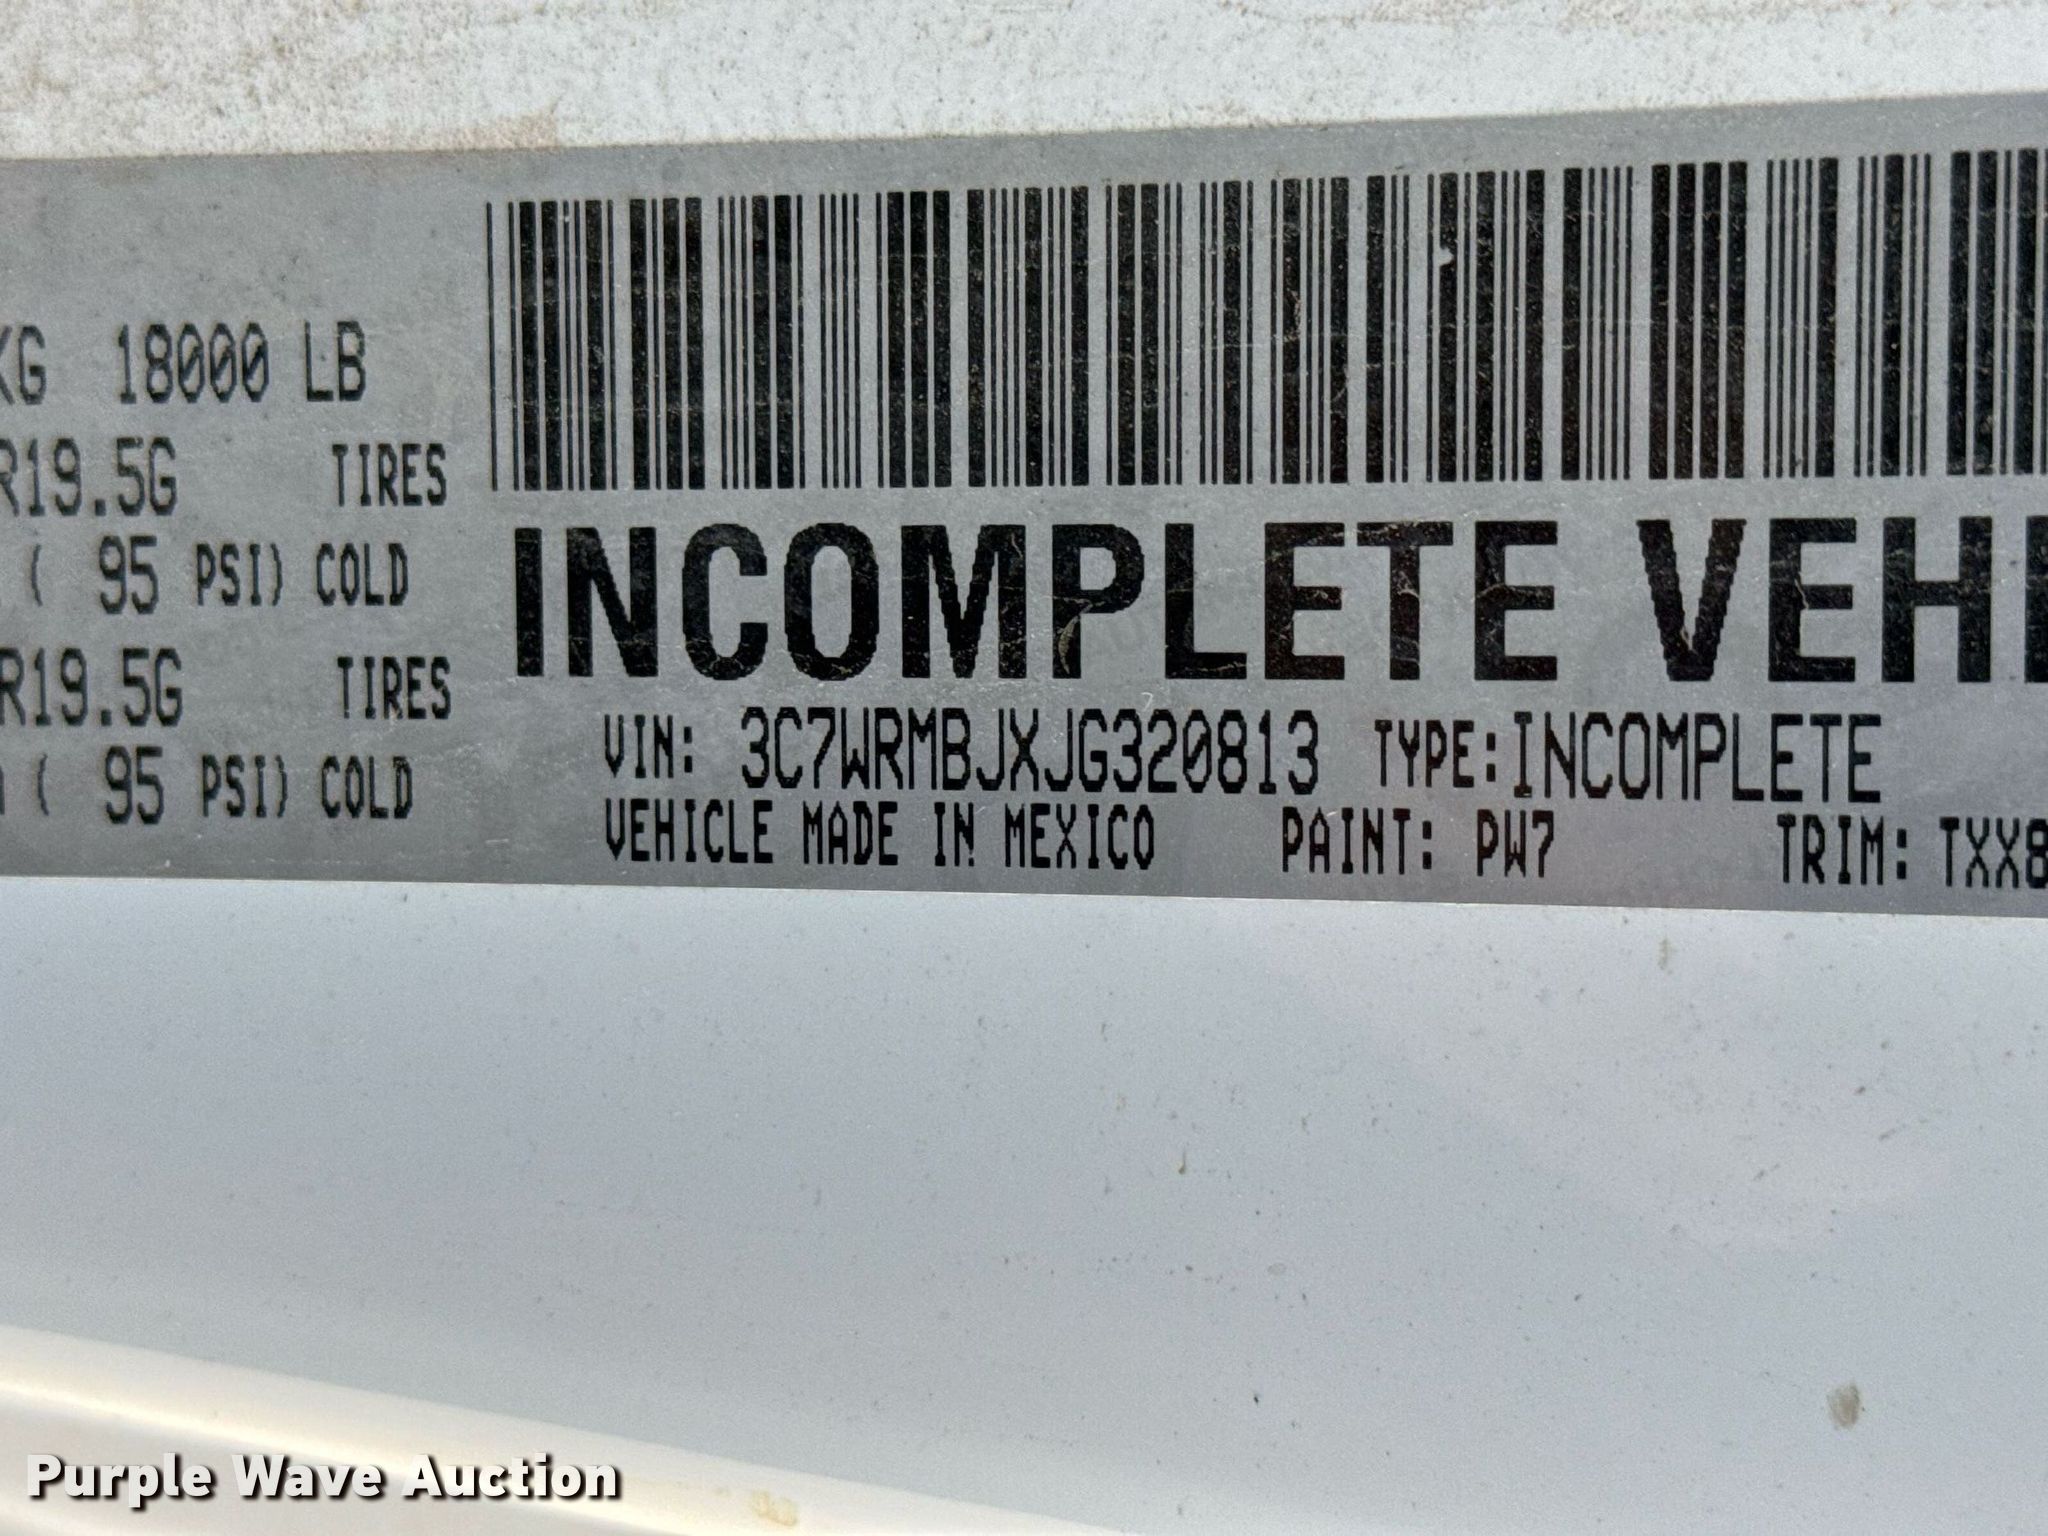 KG 18000 LB
R19.5G TIRES
( 95 PSI) COLD
R19.5G TIRES
( 95 PSI) COLD
INCOMPLETE VEHI
VIN: 3C7WRMBJXJG320813 TYPE:INCOMPLETE
VEHICLE MADE IN MEXICO PAINT: PW7 TRIM: TXX8
Purple Wave Auction